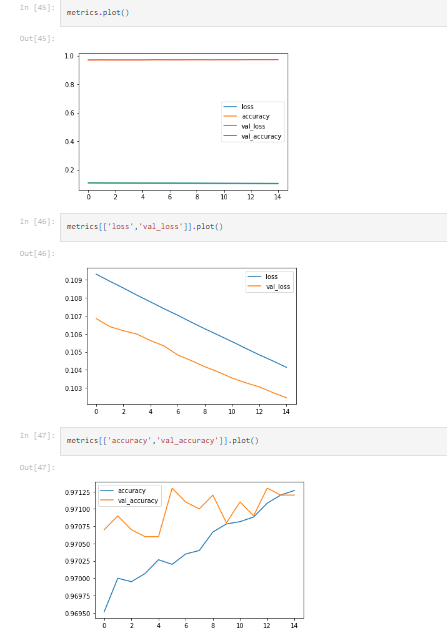 In [45]:
metrics.plot()
Out[45]:
1.0
0.8
0.6
0.4
0.2
loss
accuracy
val_loss
val_accuracy
0 2 4 6 8 10 12 14
In [46]:
metrics[['loss','val_loss']].plot()
Out[46]:
0.109
0.108
0.107
0.106
0.105
0.104
0.103
loss
val_loss
0 2 4 6 8 10 12 14
In [47]:
metrics[['accuracy','val_accuracy']].plot()
Out[47]:
0.97125
0.97100
0.97075
0.97050
0.97025
0.97000
0.96975
0.96950
accuracy
val_accuracy
0 2 4 6 8 10 12 14